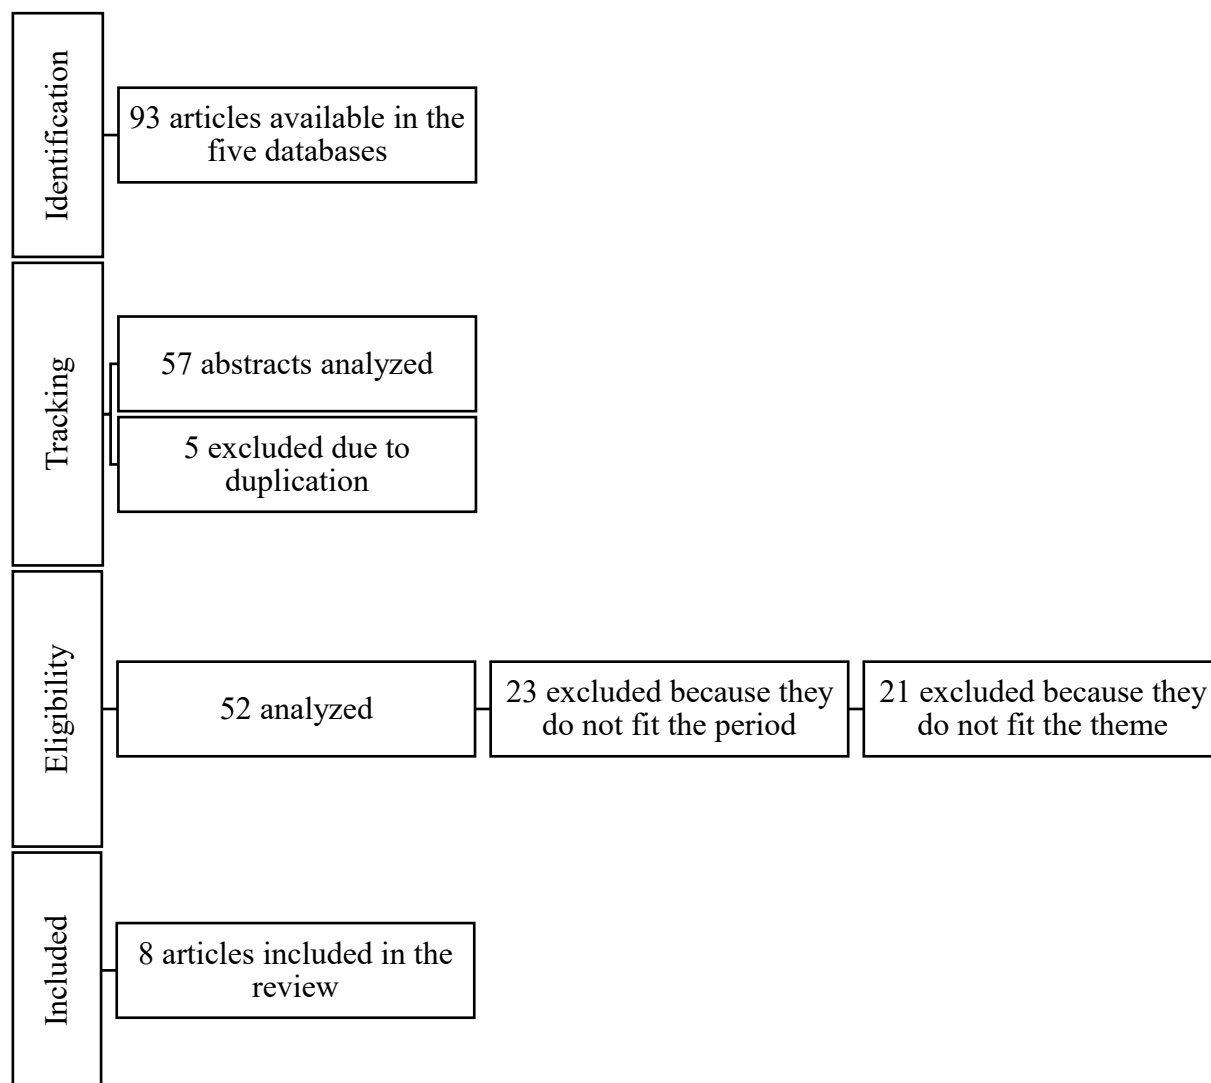 Identification
93 articles available in the
five databases
Tracking
57 abstracts analyzed
5 excluded due to
duplication
Eligibility
52 analyzed
23 excluded because they
do not fit the period
21 excluded because they
do not fit the theme
Included
8 articles included in the
review